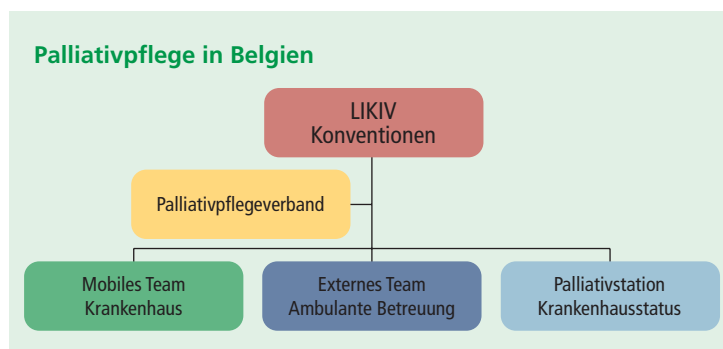 Palliativpflege in Belgien
LIKIV
Konventionen
Palliativpflegeverband
Mobiles Team
Krankenhaus
Externes Team
Ambulante Betreuung
Palliativstation
Krankenhausstatus